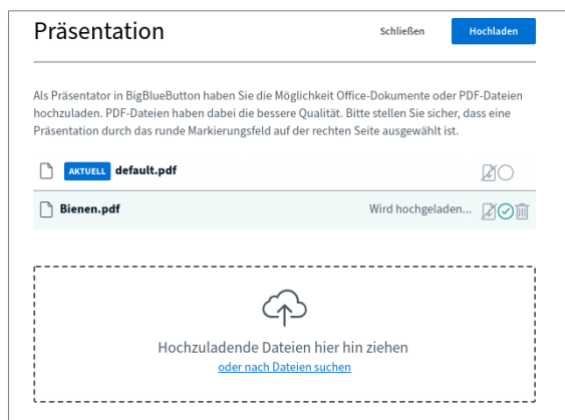 Präsentation
Schließen
Hochladen
Als Präsentator in BigBlueButton haben Sie die Möglichkeit Office-Dokumente oder PDF-Dateien
hochzuladen. PDF-Dateien haben dabei die bessere Qualität. Bitte stellen Sie sicher, dass eine
Präsentation durch das runde Markierungsfeld auf der rechten Seite ausgewählt ist.
AKTUELL default.pdf
Bienen.pdf Wird hochgeladen...
Hochzuladende Dateien hier hin ziehen
oder nach Dateien suchen